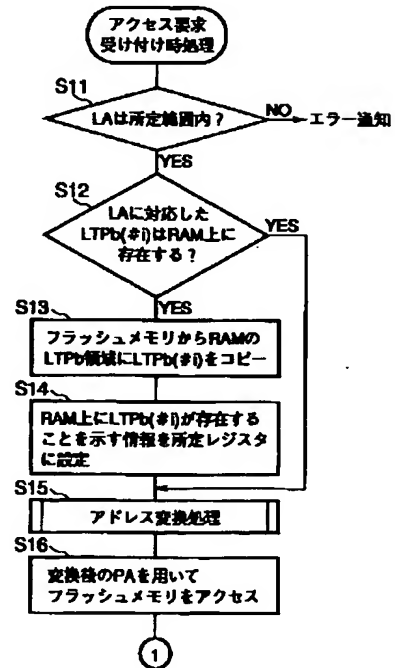 アクセス要求
受け付け時処理
S11
LAは所定範囲内？
NO
エラー通知
YES
S12
LAに対応した
LTPb(#i)はRAM上に
存在する？
YES
YES
S13
フラッシュメモリからRAMの
LTPb領域にLTPb(#i)をコピー
S14
RAM上にLTPb(#i)が存在する
ことを示す情報を所定レジスタ
に設定
S15
アドレス変換処理
S16
変換後のPAを用いて
フラッシュメモリをアクセス
1